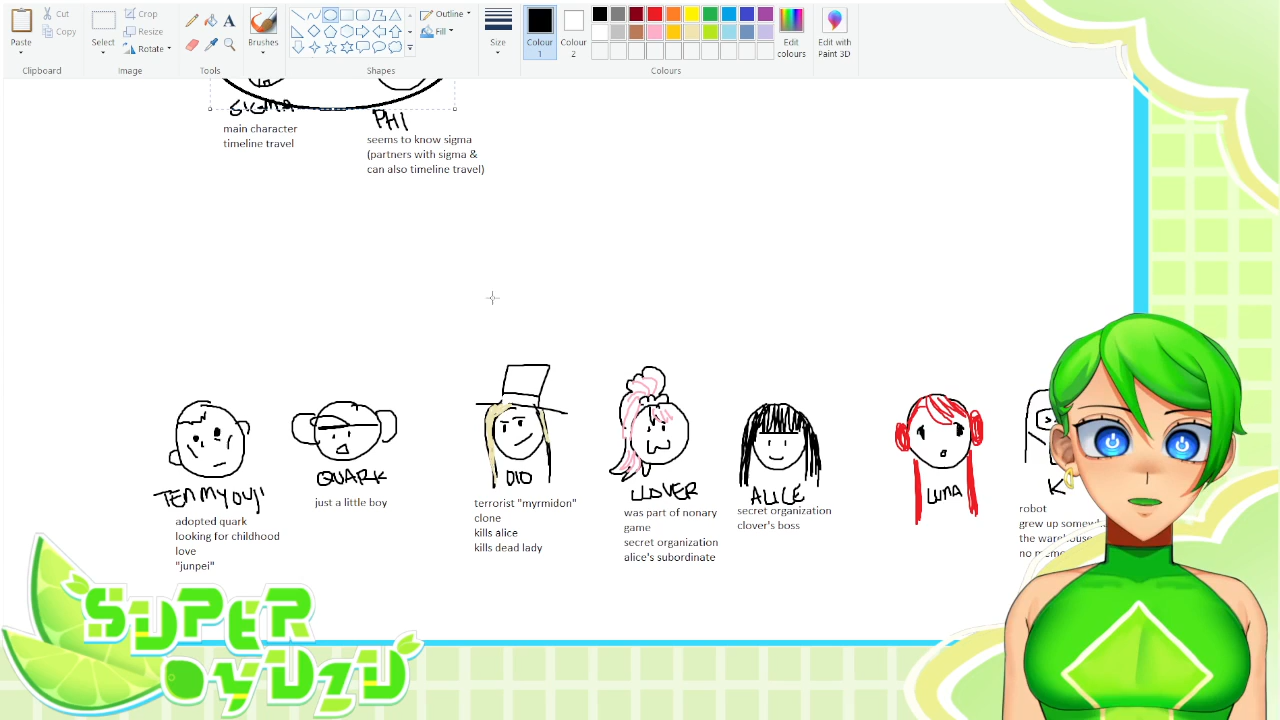 Cut
Copy
Paste
Clipboard
Select
Crop
Resize
Rotate
Image
Tools
Brushes
Shapes
Outline
Fill
Size
Colour
1
Colour
2
Edit
colours
Edit with
Paint 3D
Colours
SIGMA
main character
timeline travel
PHI
seems to know sigma
(partners with sigma &
can also timeline travel)
TENMYOUJI
adopted quark
looking for childhood
love
"junpei"
QUARK
just a little boy
DIO
terrorist "myrmidon"
clone
kills alice
kills dead lady
CLOVER
was part of nonary
game
secret organization
alice's subordinate
ALICE
secret organization
clover's boss
LUNA
K
robot
grew up
the warehouse
no
SUPER
OYUZU